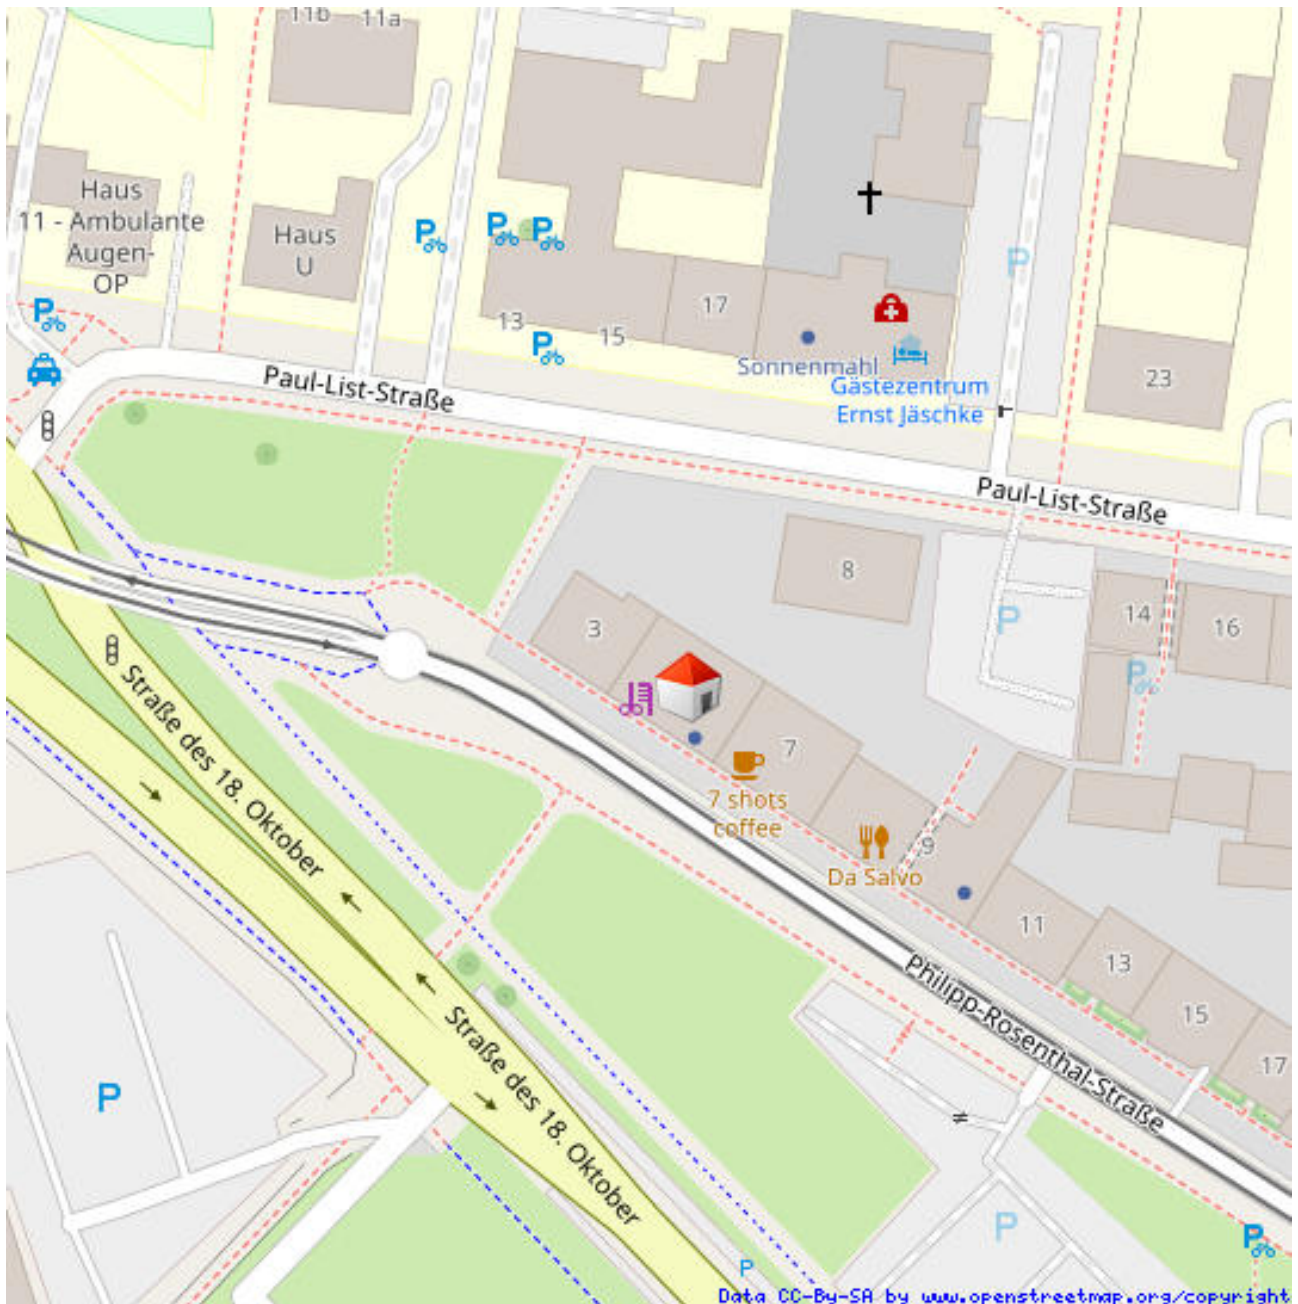 11b
11a
Haus
11 - Ambulante
Augen-
OP
Haus
U
P
P
P
P
P
P
13
15
17
Sonnenmahl
Gästezentrum
Ernst Jäschke
23
Paul-List-Straße
Paul-List-Straße
8
3
P
14
16
P
7
7 shots
coffee
9
Da Salvo
11
13
15
17
Straße des 18. Oktober
Philipp-Rosenthal-Straße
Straße des 18. Oktober
P
P
P
P
Data CC-By-SA by www.openstreetmap.org/copyright